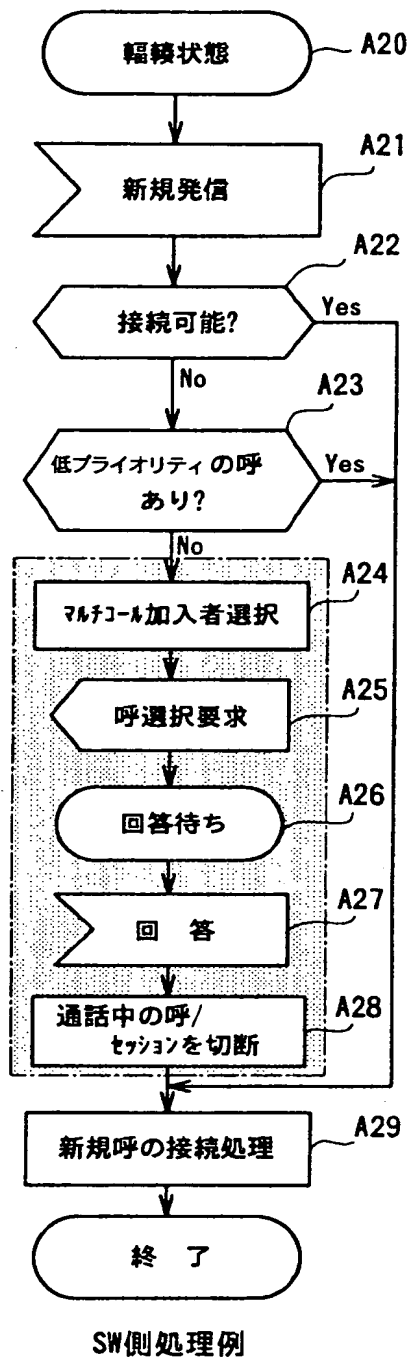 輻輳状態
A20
A21
新規発信
A22
接続可能?
Yes
No
A23
低プライオリティの呼
あり?
Yes
No
A24
ﾏﾙﾁｺｰﾙ加入者選択
A25
呼選択要求
A26
回答待ち
A27
回 答
A28
通話中の呼/
ｾｯｼｮﾝを切断
A29
新規呼の接続処理
終 了
SW側処理例